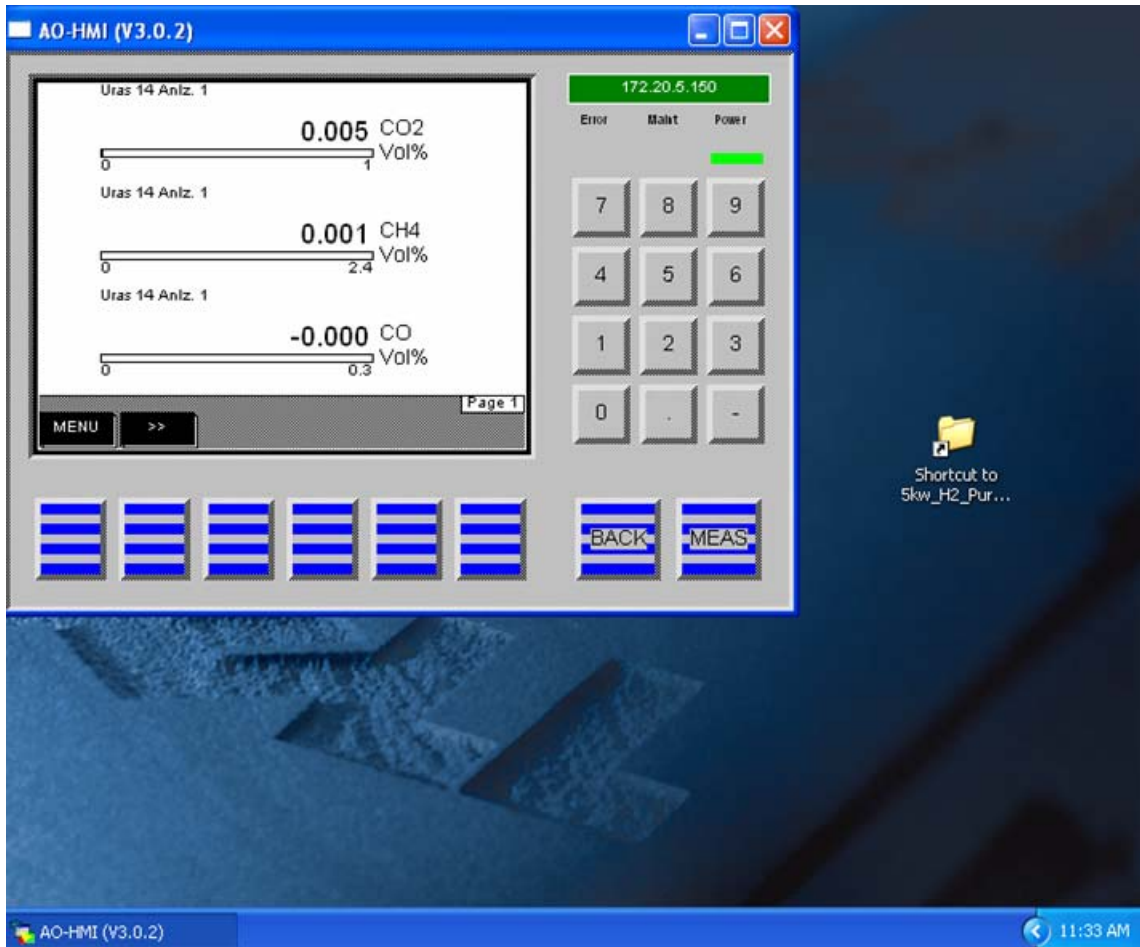 AO-HMI (V3.0.2)
172.20.5.150
Error Maint Power
Uras 14 Anlz. 1
0.005 CO2
Vol%
0 1
Uras 14 Anlz. 1
0.001 CH4
Vol%
0 2.4
Uras 14 Anlz. 1
-0.000 CO
Vol%
0 0.3
Page 1
MENU >>
7 8 9
4 5 6
1 2 3
0 . -
BACK MEAS
Shortcut to
5kw_H2_Pur...
AO-HMI (V3.0.2)
11:33 AM